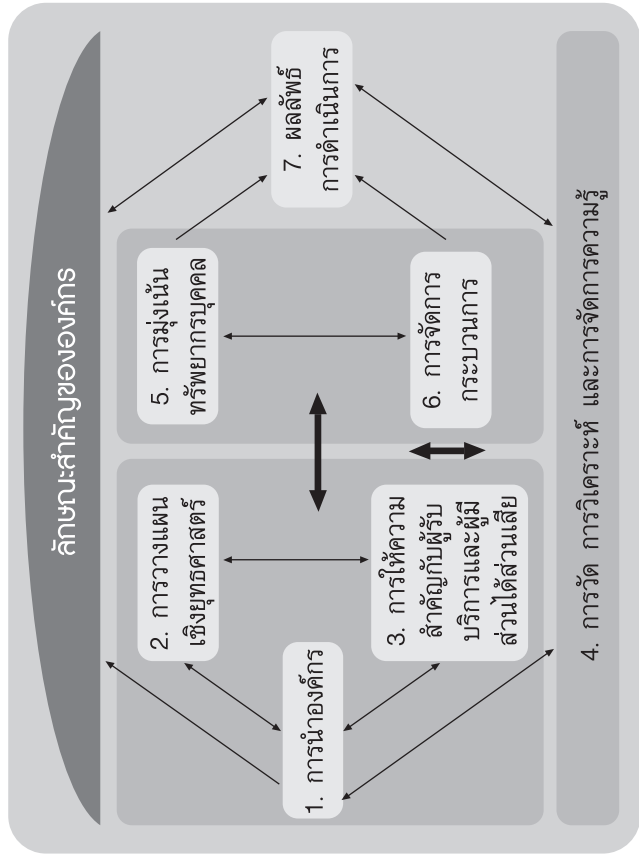 ลักษณะสำคัญขององค์กร
2. การวางแผน
เชิงยุทธศาสตร์
5. การมุ่งเน้น
ทรัพยากรบุคคล
1. การนำองค์กร
7. ผลลัพธ์
การดำเนินการ
3. การให้ความ
สำคัญกับผู้รับ
บริการและผู้มี
ส่วนได้ส่วนเสีย
6. การจัดการ
กระบวนการ
4. การวัด การวิเคราะห์ และการจัดการความรู้